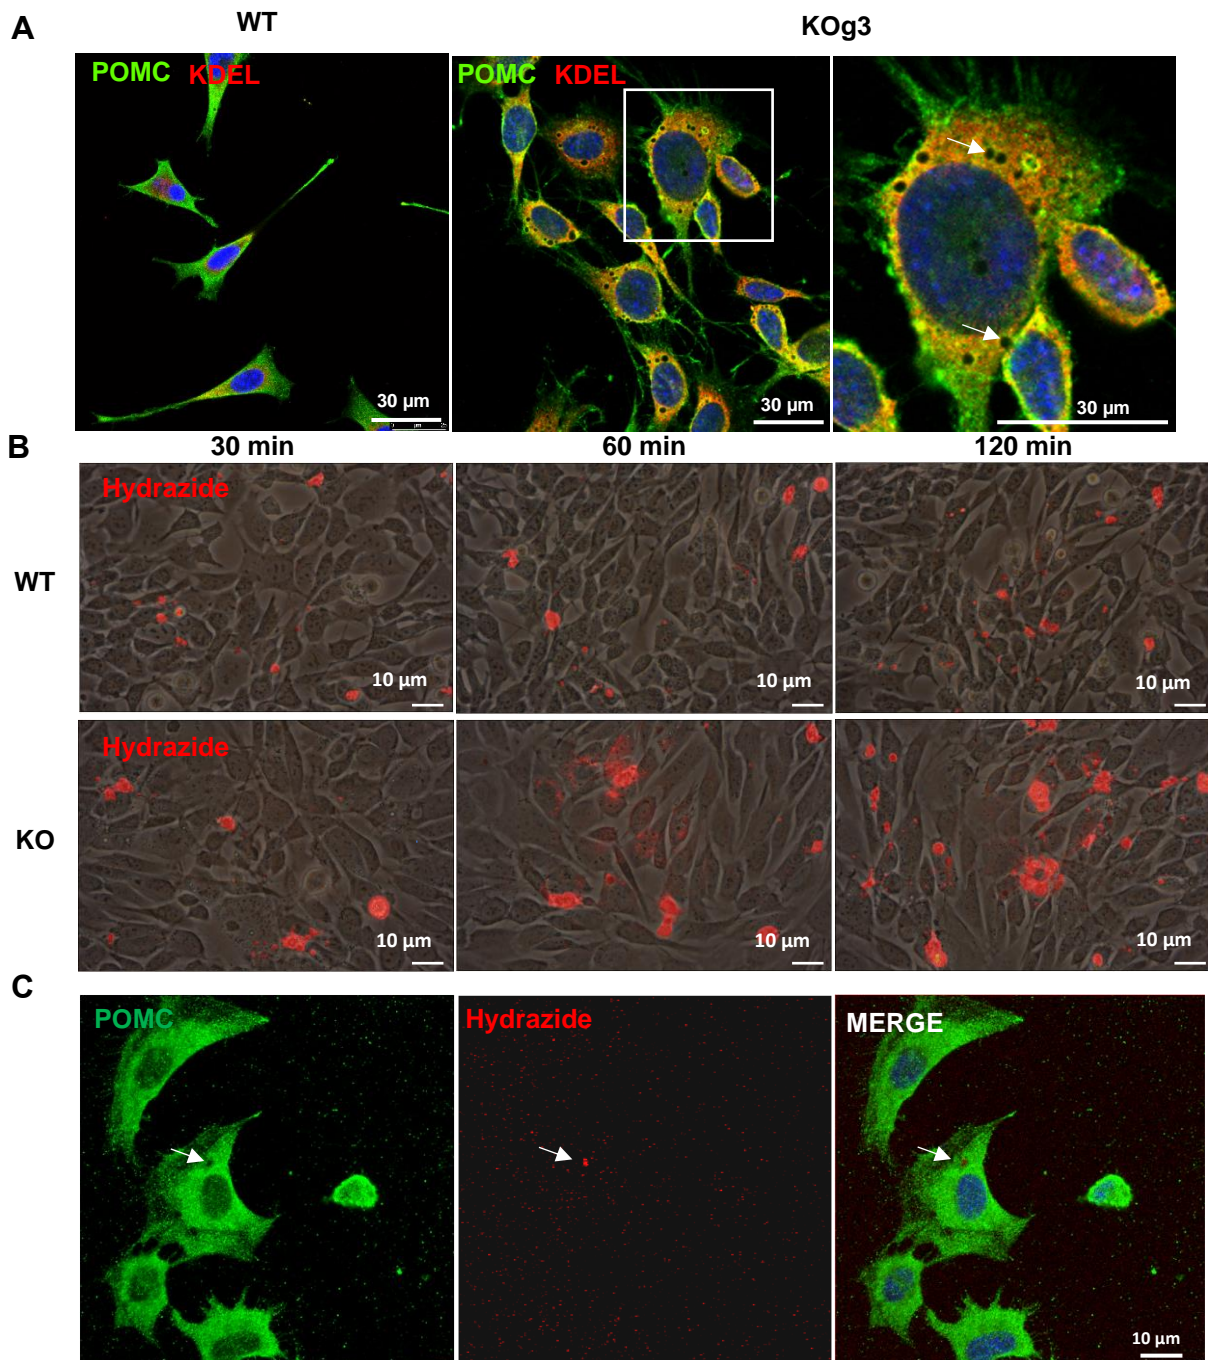 A
WT
KOg3
POMC KDEL
POMC KDEL
30 µm
30 µm
30 µm
B
30 min
60 min
120 min
Hydrazide
WT
10 µm
10 µm
10 µm
Hydrazide
KO
10 µm
10 µm
10 µm
C
POMC
Hydrazide
MERGE
10 µm